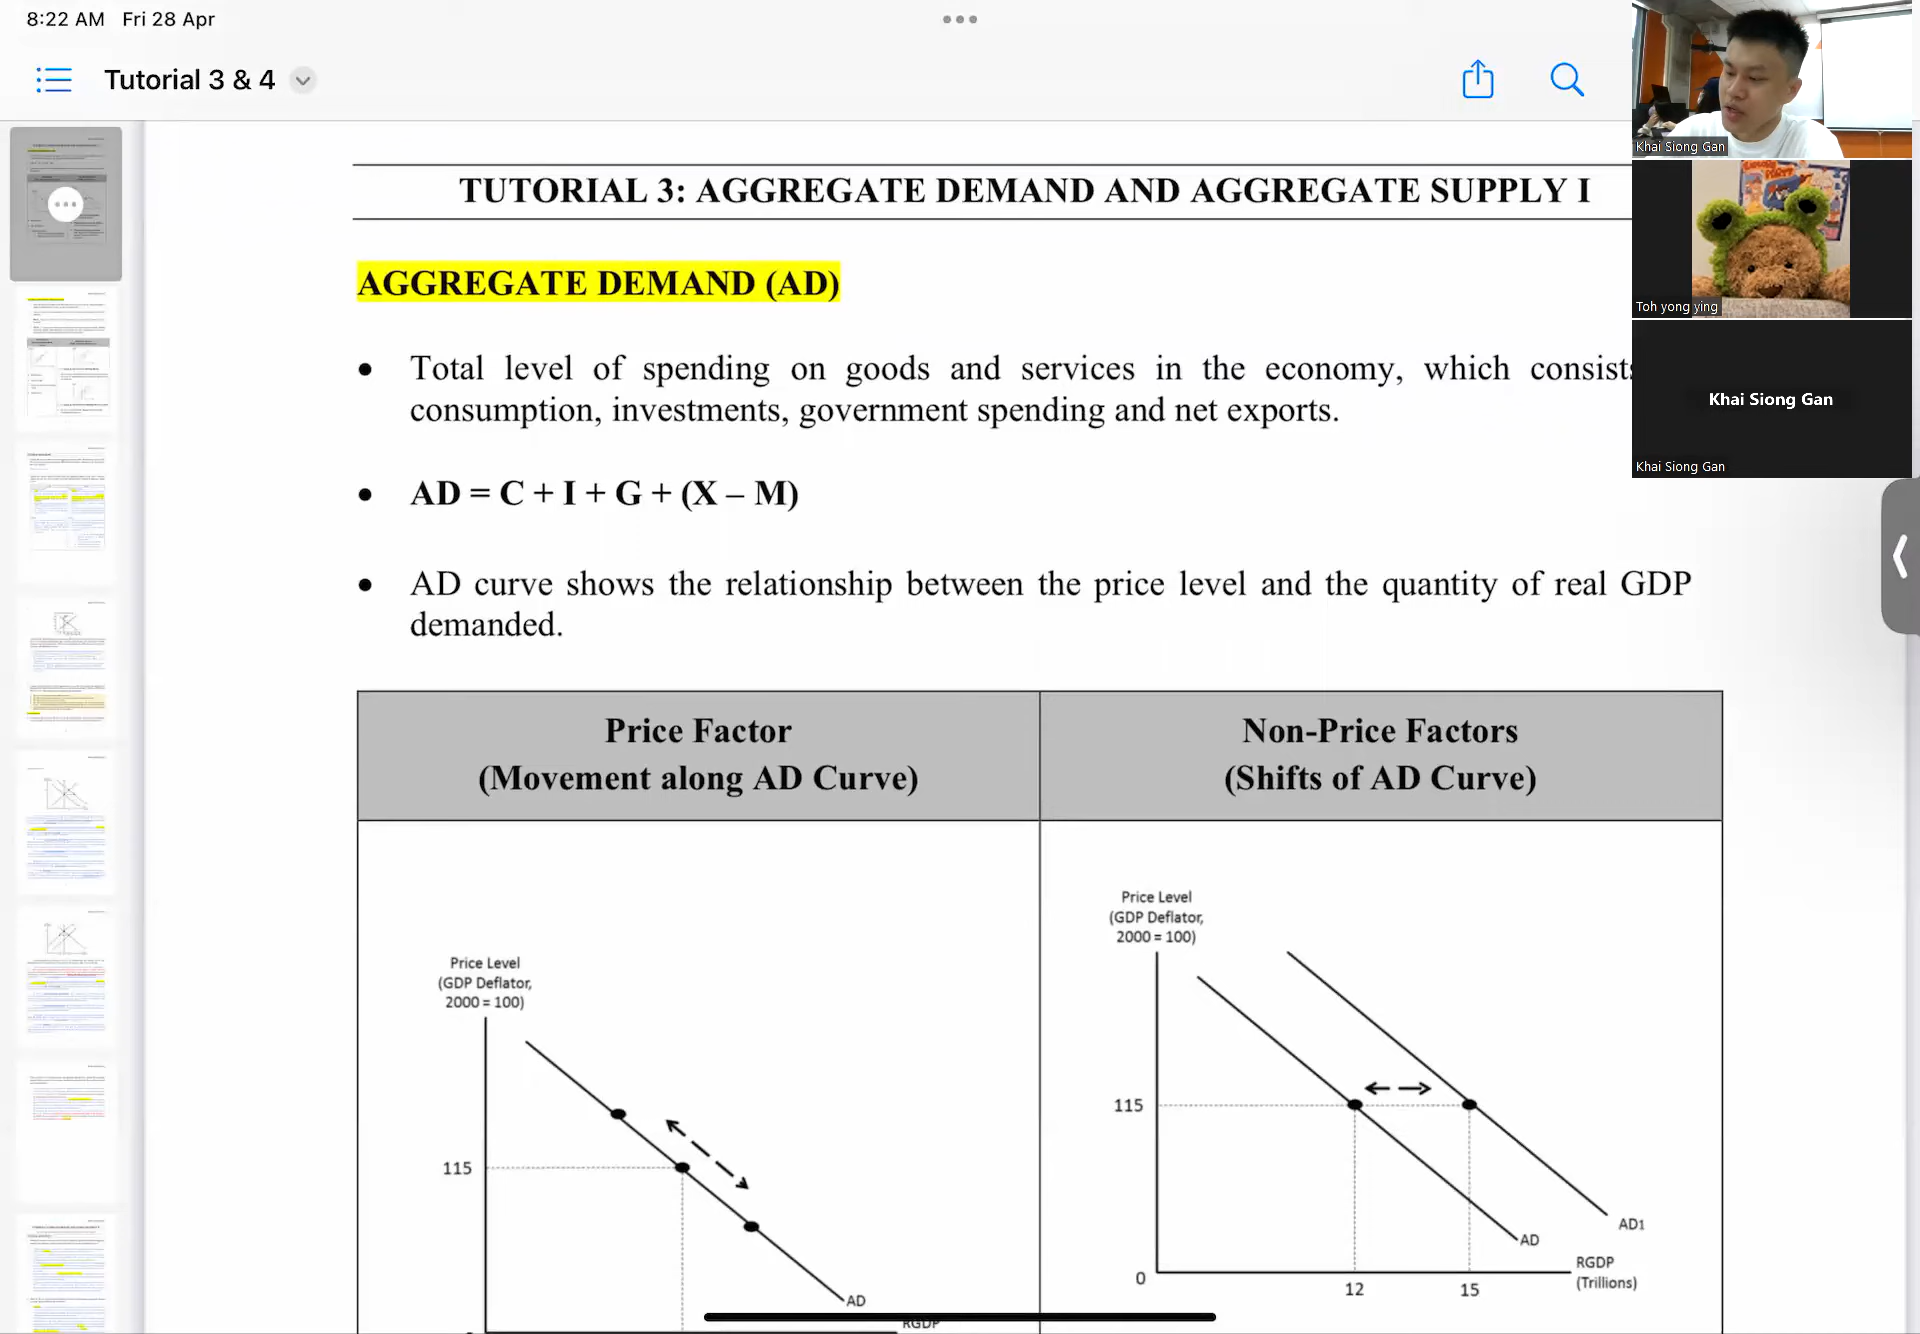 8:22 AM Fri 28 Apr
Tutorial 3 & 4
Khai Siong Gan
Toh yong ying
Khai Siong Gan
Khai Siong Gan
TUTORIAL 3: AGGREGATE DEMAND AND AGGREGATE SUPPLY I
AGGREGATE DEMAND (AD)
• Total level of spending on goods and services in the economy, which consists
consumption, investments, government spending and net exports.
• AD = C + I + G + (X – M)
• AD curve shows the relationship between the price level and the quantity of real GDP
demanded.
Price Factor
(Movement along AD Curve)
Non-Price Factors
(Shifts of AD Curve)
Price Level
(GDP Deflator,
2000 = 100)
115
AD
RGDP
Price Level
(GDP Deflator,
2000 = 100)
115
AD1
AD
0
12
15
RGDP
(Trillions)